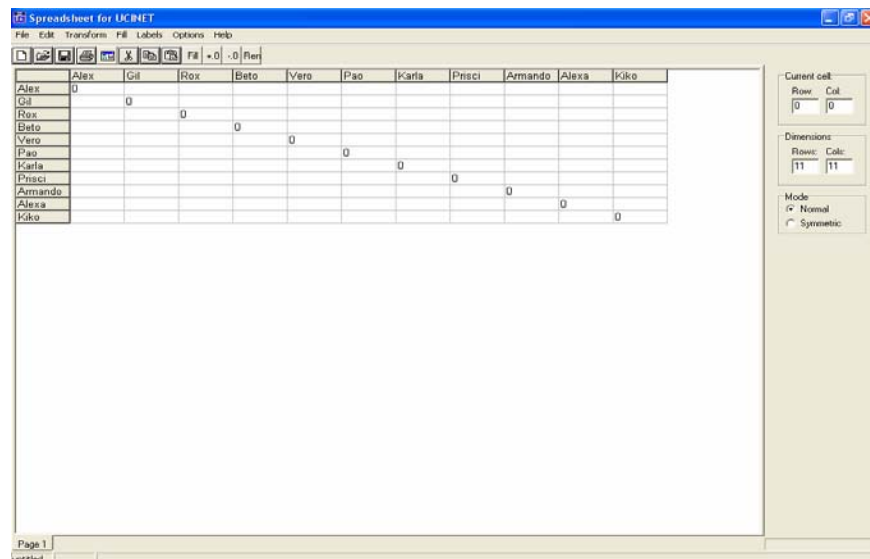 Spreadsheet for UCINET
File Edit Transform Fill Labels Options Help
Fill +.0 -.0 Ren
Alex Gil Rox Beto Vero Pao Karla Prisci Armando Alexa Kiko
Alex 0
Gil 0
Rox 0
Beto 0
Vero 0
Pao 0
Karla 0
Prisci 0
Armando 0
Alexa 0
Kiko 0
Current cell:
Row: Col:
0 0
Dimensions:
Rows: Cols:
11 11
Mode
Normal
Symmetric
Page 1